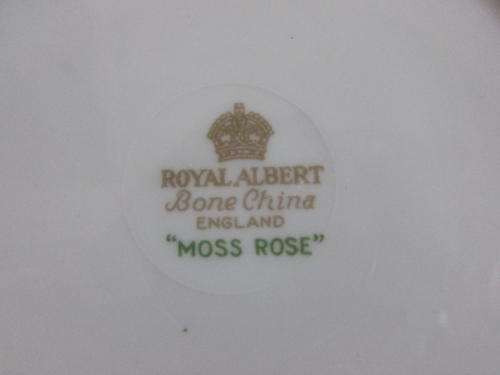 ROYAL ALBERT
Bone China
ENGLAND
"MOSS ROSE"